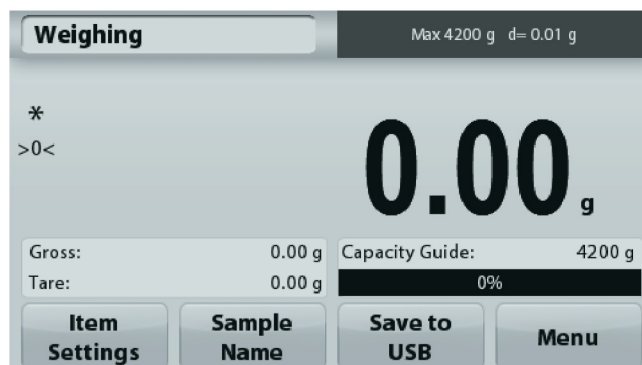 Weighing
Max 4200 g d= 0.01 g
*
>0<
0.00 g
Gross: 0.00 g
Tare: 0.00 g
Capacity Guide: 4200 g
0%
Item
Settings
Sample
Name
Save to
USB
Menu